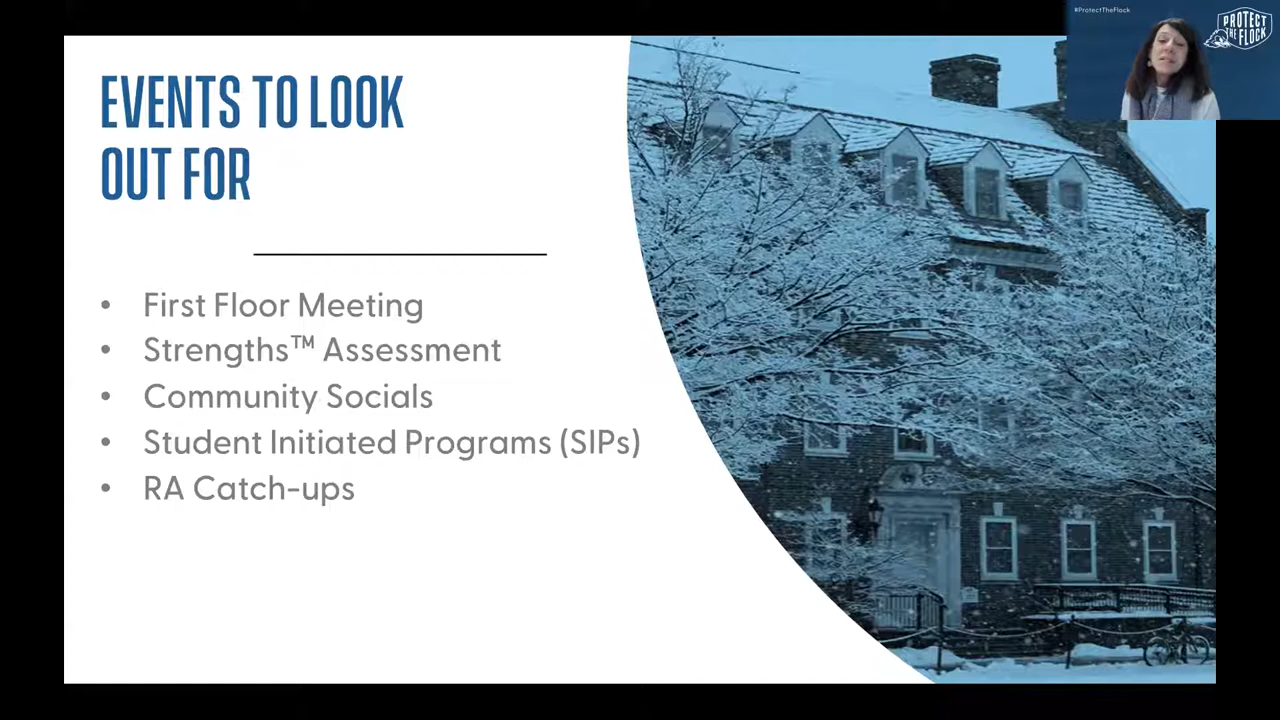 #ProtectTheFlock
PROTECT
THE FLOCK
EVENTS TO LOOK
OUT FOR
• First Floor Meeting
• Strengths™ Assessment
• Community Socials
• Student Initiated Programs (SIPs)
• RA Catch-ups